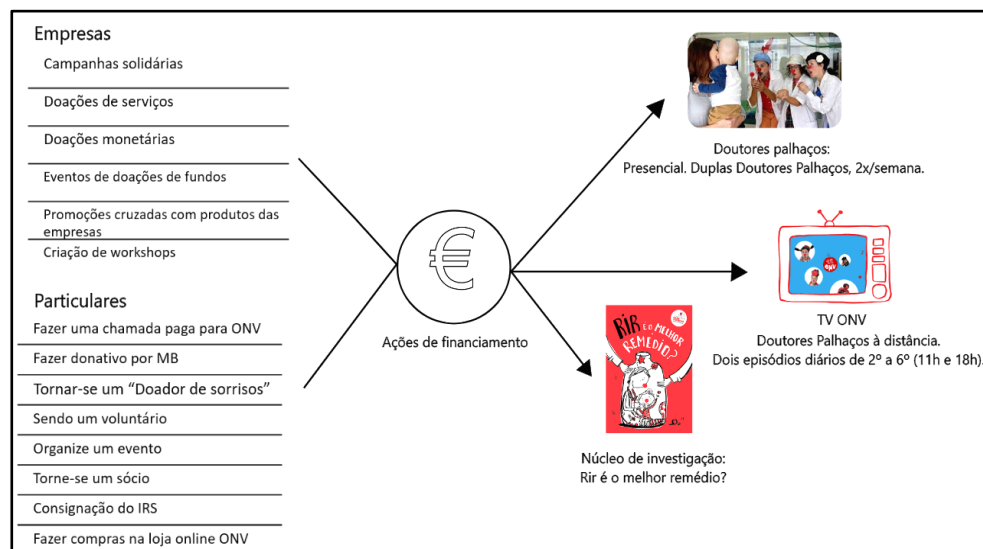 Empresas
Campanhas solidárias
Doações de serviços
Doações monetárias
Eventos de doações de fundos
Promoções cruzadas com produtos das
empresas
Criação de workshops
Particulares
Fazer uma chamada paga para ONV
Fazer donativo por MB
Tornar-se um “Doador de sorrisos”
Sendo um voluntário
Organize um evento
Torne-se um sócio
Consignação do IRS
Fazer compras na loja online ONV
€
Ações de financiamento
Doutores palhaços:
Presencial. Duplas Doutores Palhaços, 2x/semana.
ONV
TV ONV
Doutores Palhaços à distância.
Dois episódios diários de 2º a 6º (11h e 18h).
RIR É O MELHOR
REMÉDIO?
Núcleo de investigação:
Rir é o melhor remédio?